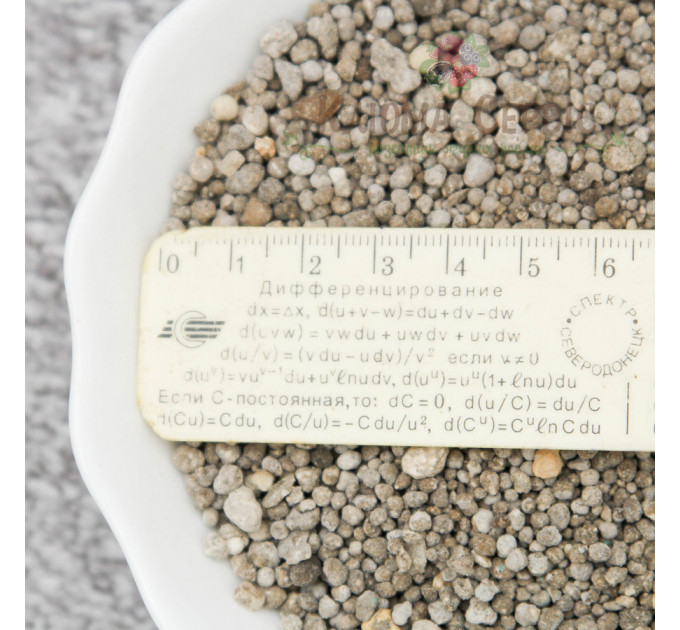 0 1 2 3 4 5 6
Дифференцирование
dx=△x, d(u+v-w)=du+dv-dw
d(uvw)=vwdu+uwdv+uvdw
d(u/v)=(vdu-udv)/v² если v≠0
d(uᵛ)=vuᵛ⁻¹du+uᵛℓnudv, d(uᵘ)=uᵘ(1+ℓnu)du
Если С-постоянная,то: dC=0, d(u/C)=du/C
d(Cu)=Cdu, d(C/u)=-Cdu/u², d(Cᵘ)=CᵘℓnCdu
•СПЕКТР•
СЕВЕРОДОНЕЦК